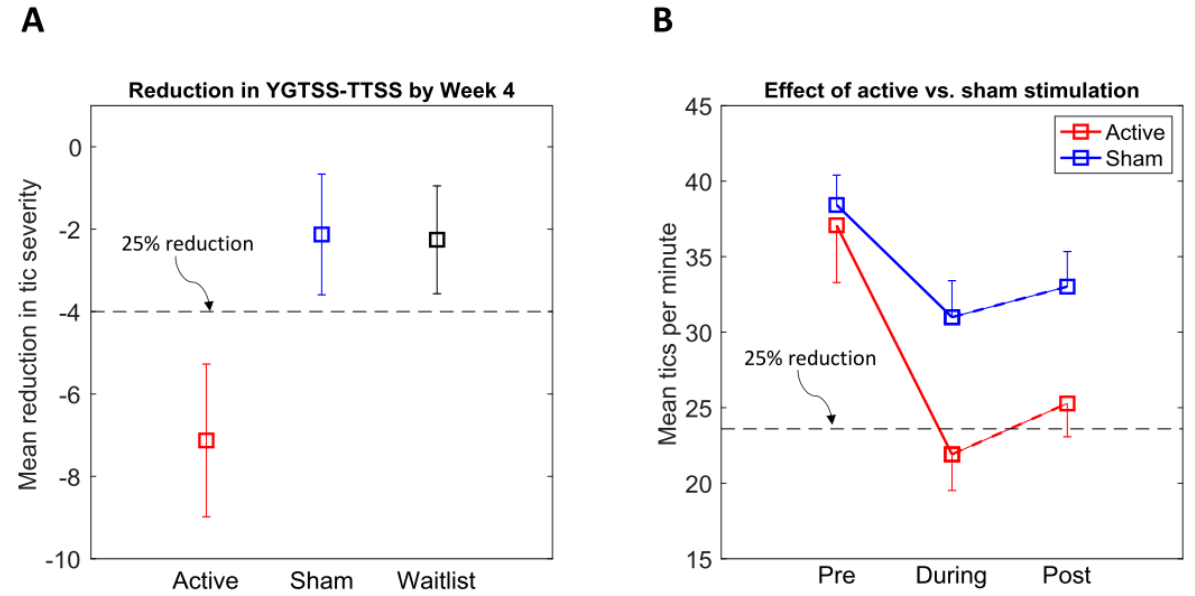 A
Reduction in YGTSS-TTSS by Week 4
Mean reduction in tic severity
0
-2
-4
-6
-8
-10
25% reduction
Active
Sham
Waitlist
B
Effect of active vs. sham stimulation
Mean tics per minute
45
40
35
30
25
20
15
Active
Sham
25% reduction
Pre
During
Post